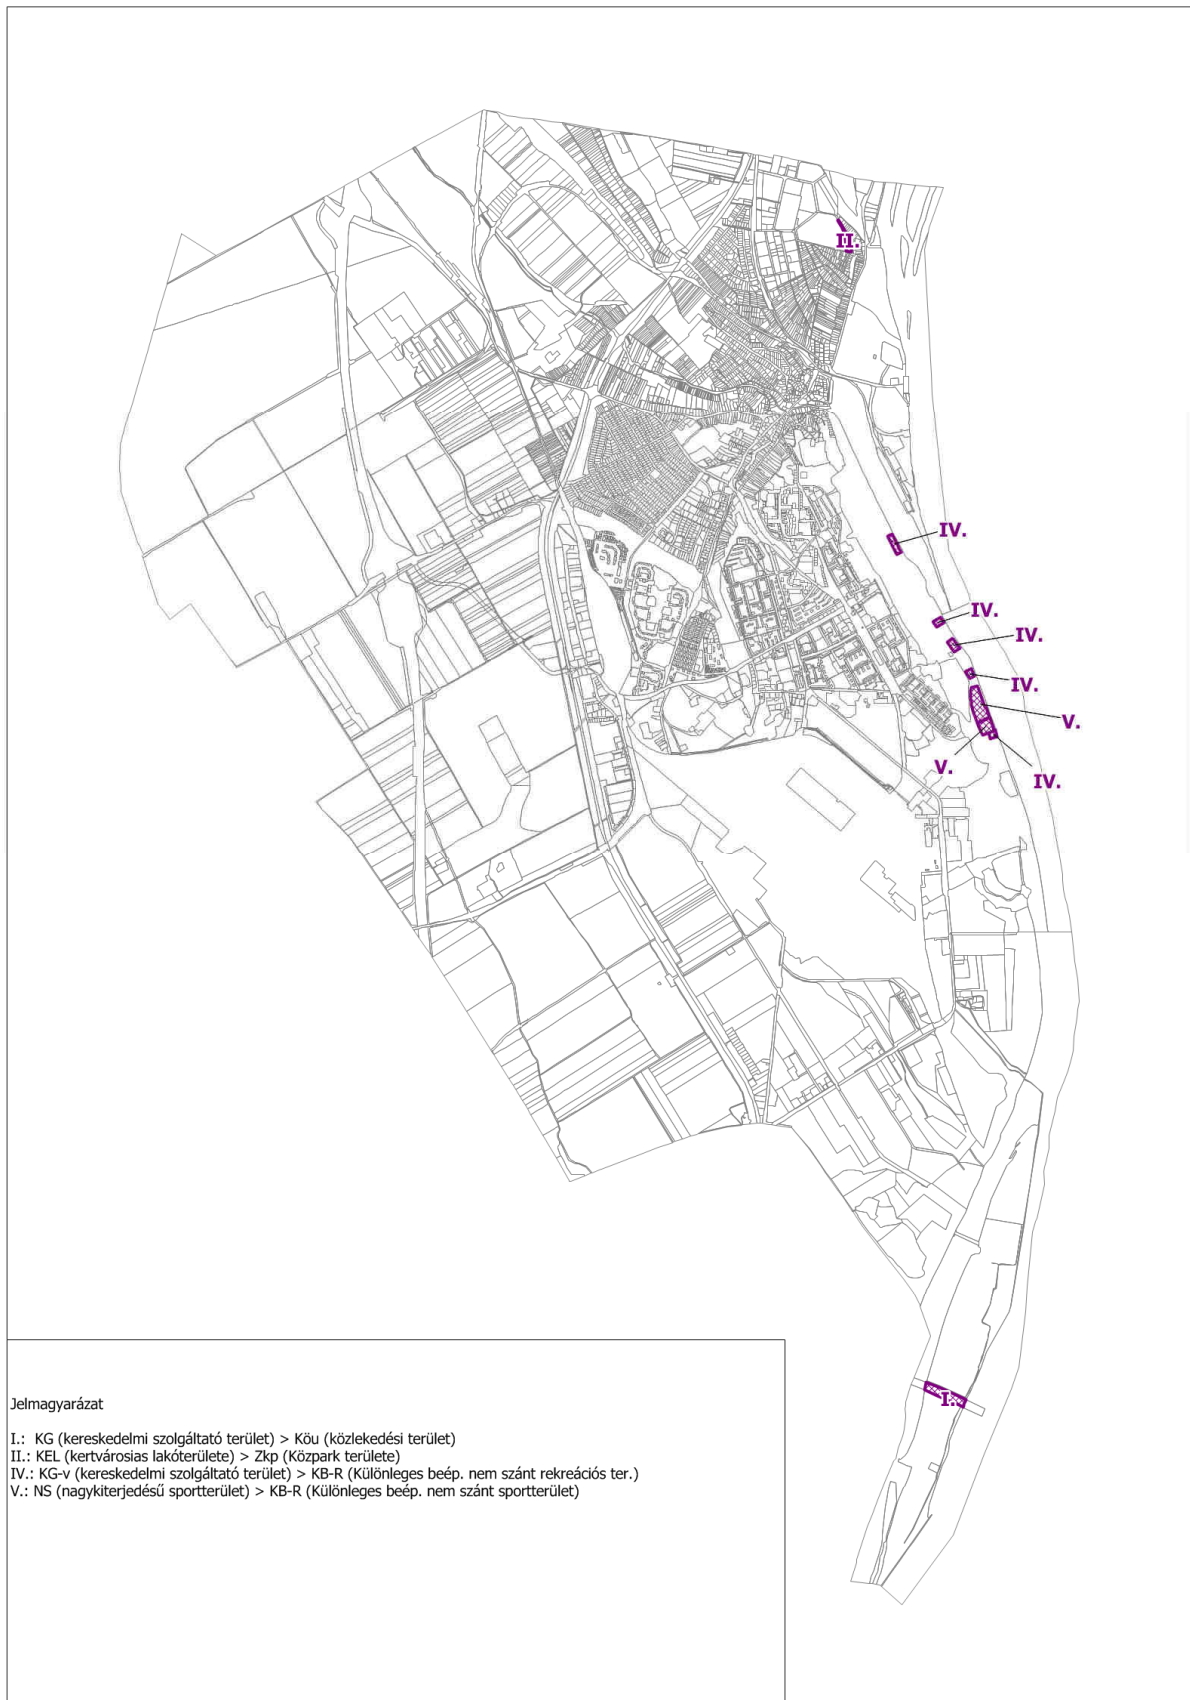 II.
IV.
IV.
IV.
IV.
V.
V.
IV.
I.
Jelmagyarázat
I.: KG (kereskedelmi szolgáltató terület) > Köu (közlekedési terület)
II.: KEL (kertvárosias lakóterülete) > Zkp (Közpark területe)
IV.: KG-v (kereskedelmi szolgáltató terület) > KB-R (Különleges beép. nem szánt rekreációs ter.)
V.: NS (nagykiterjedésű sportterület) > KB-R (Különleges beép. nem szánt sportterület)